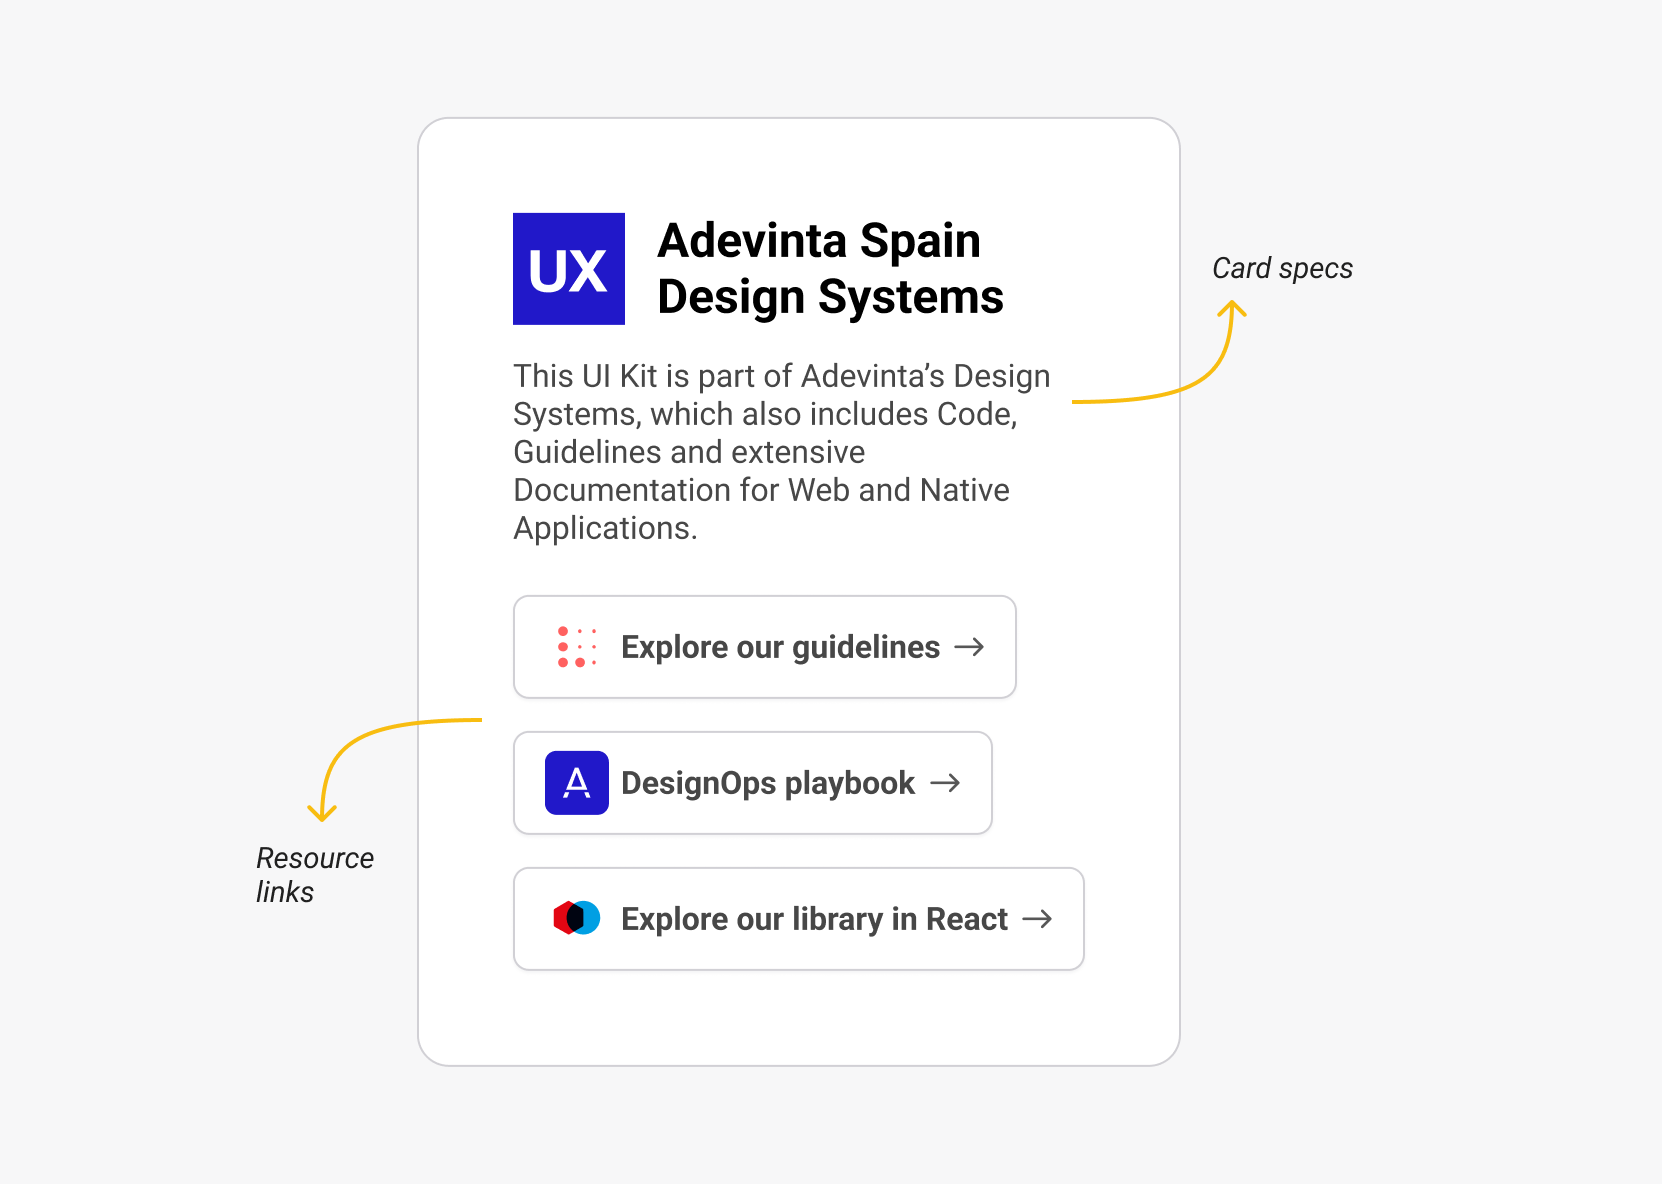 UX
Adevinta Spain
Design Systems
This UI Kit is part of Adevinta’s Design
Systems, which also includes Code,
Guidelines and extensive
Documentation for Web and Native
Applications.
Card specs
Explore our guidelines →
A DesignOps playbook →
Explore our library in React →
Resource
links